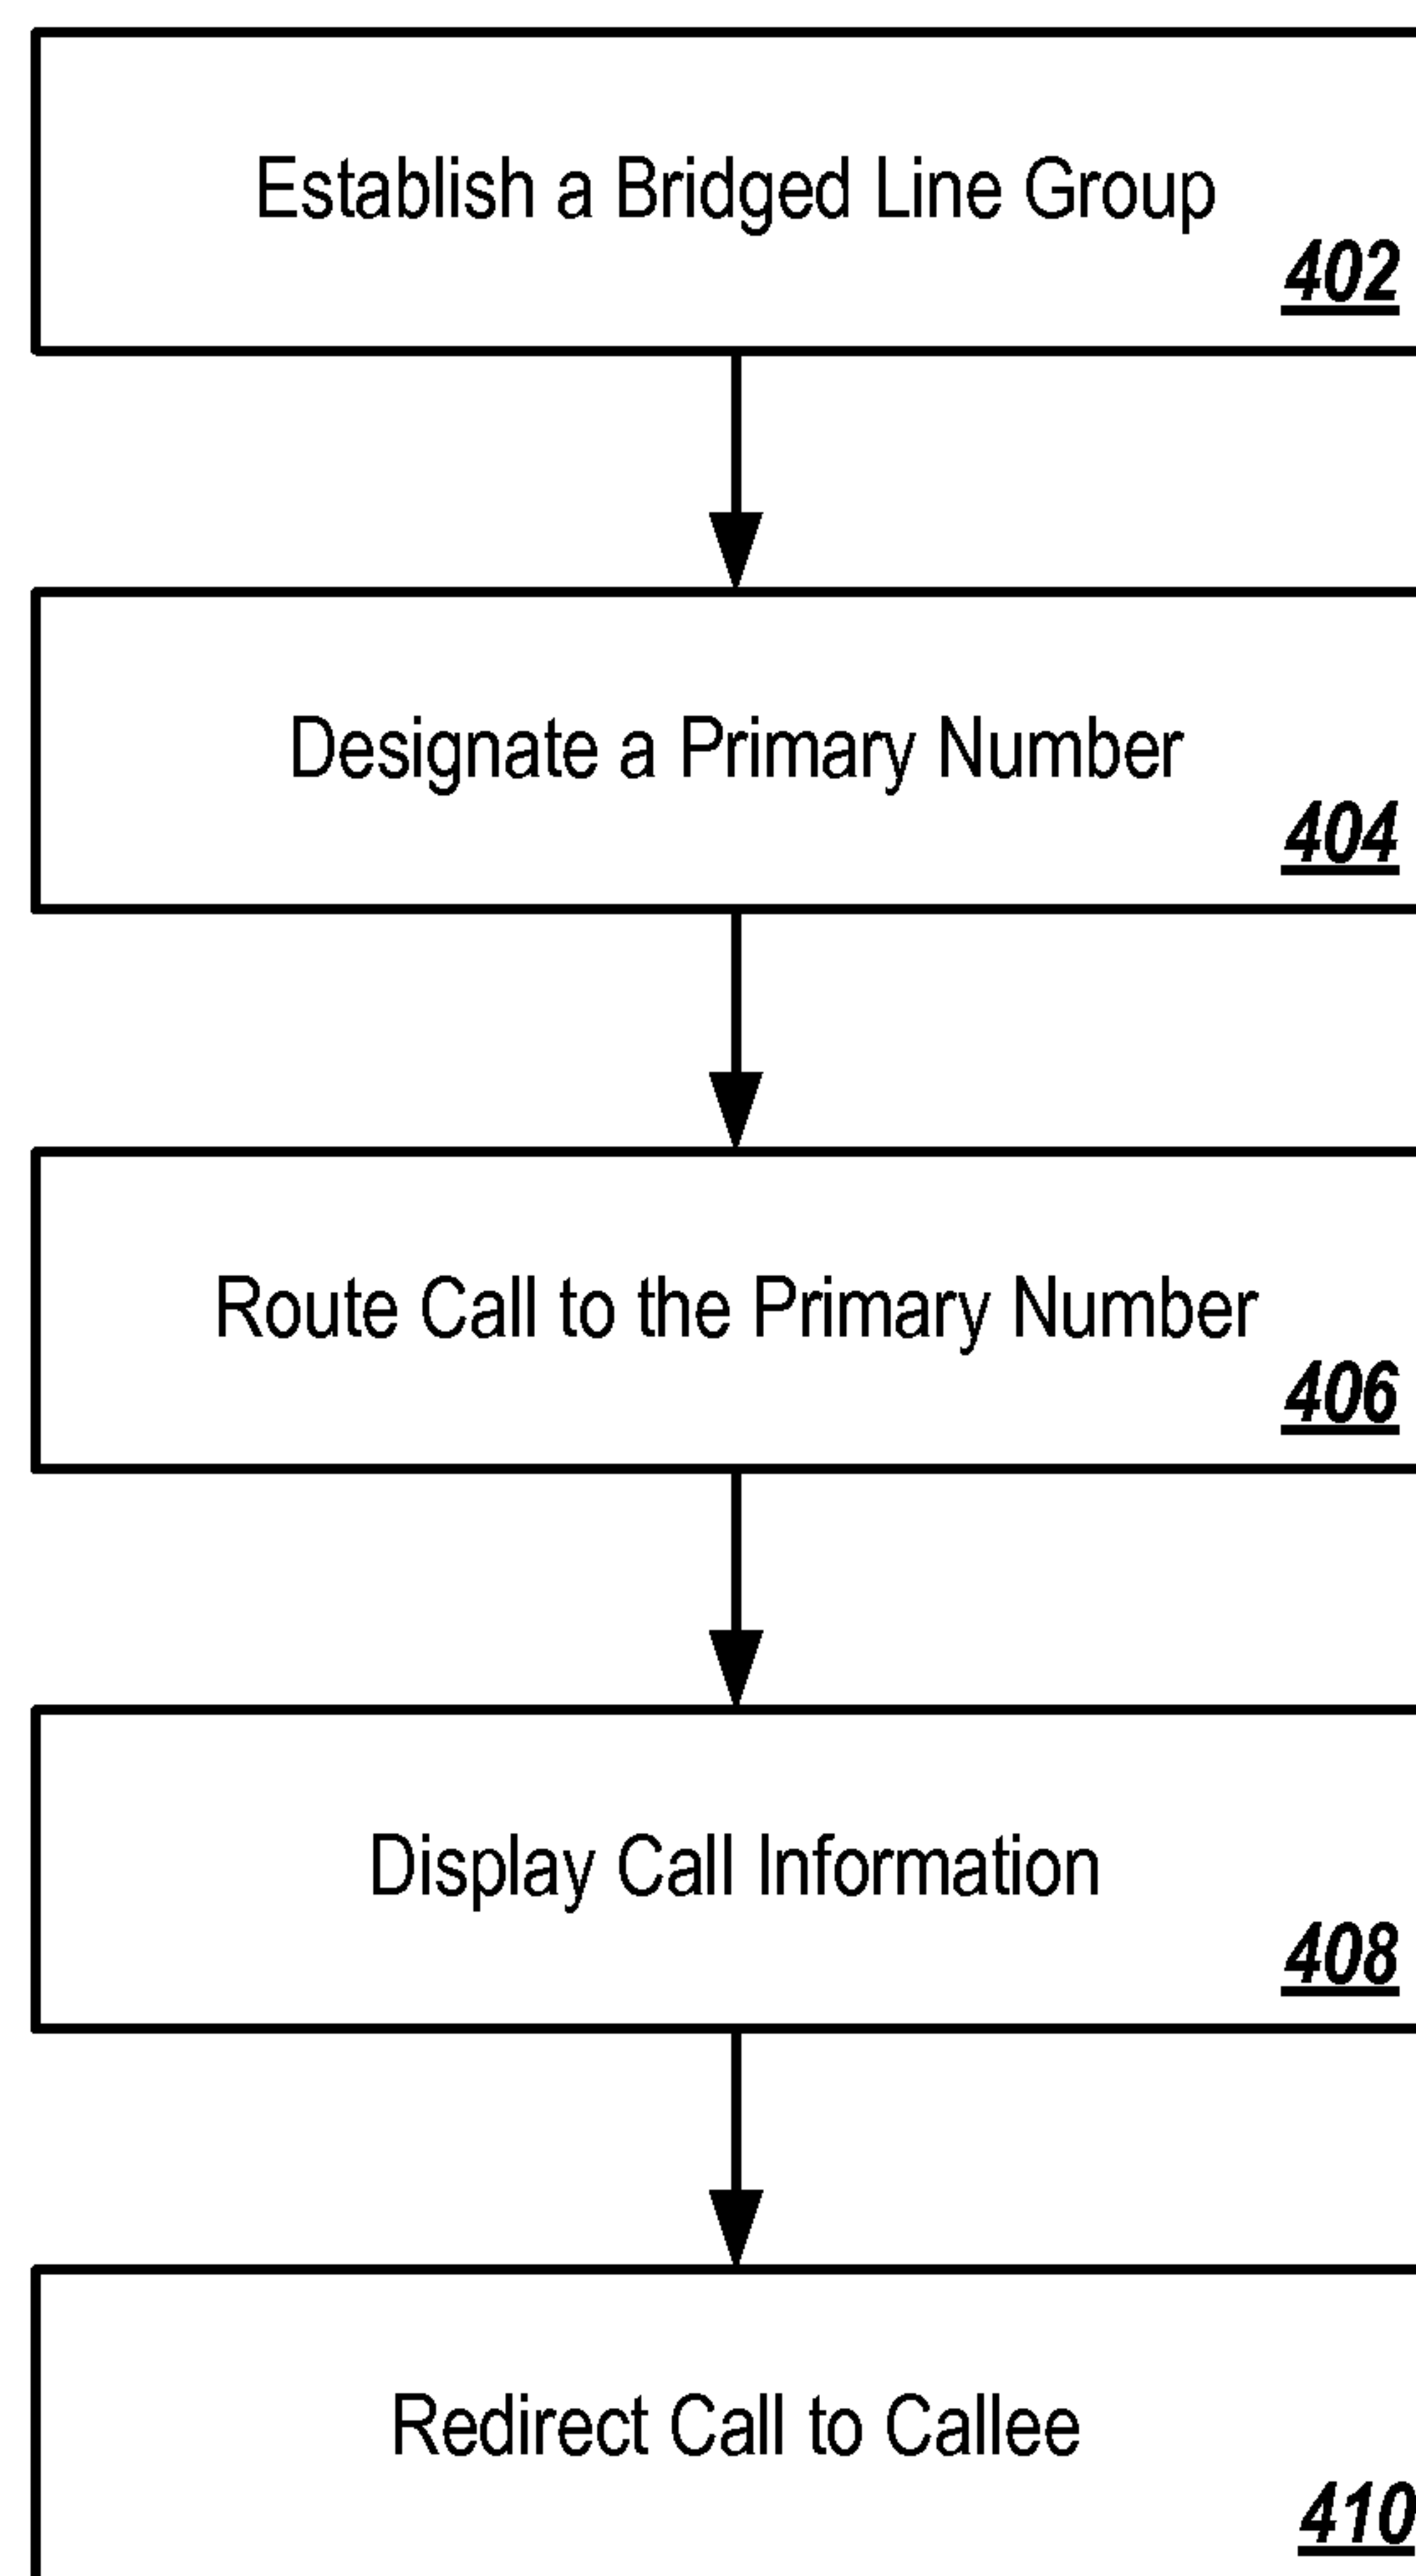 Establish a Bridged Line Group
402
Designate a Primary Number
404
Route Call to the Primary Number
406
Display Call Information
408
Redirect Call to Callee
410